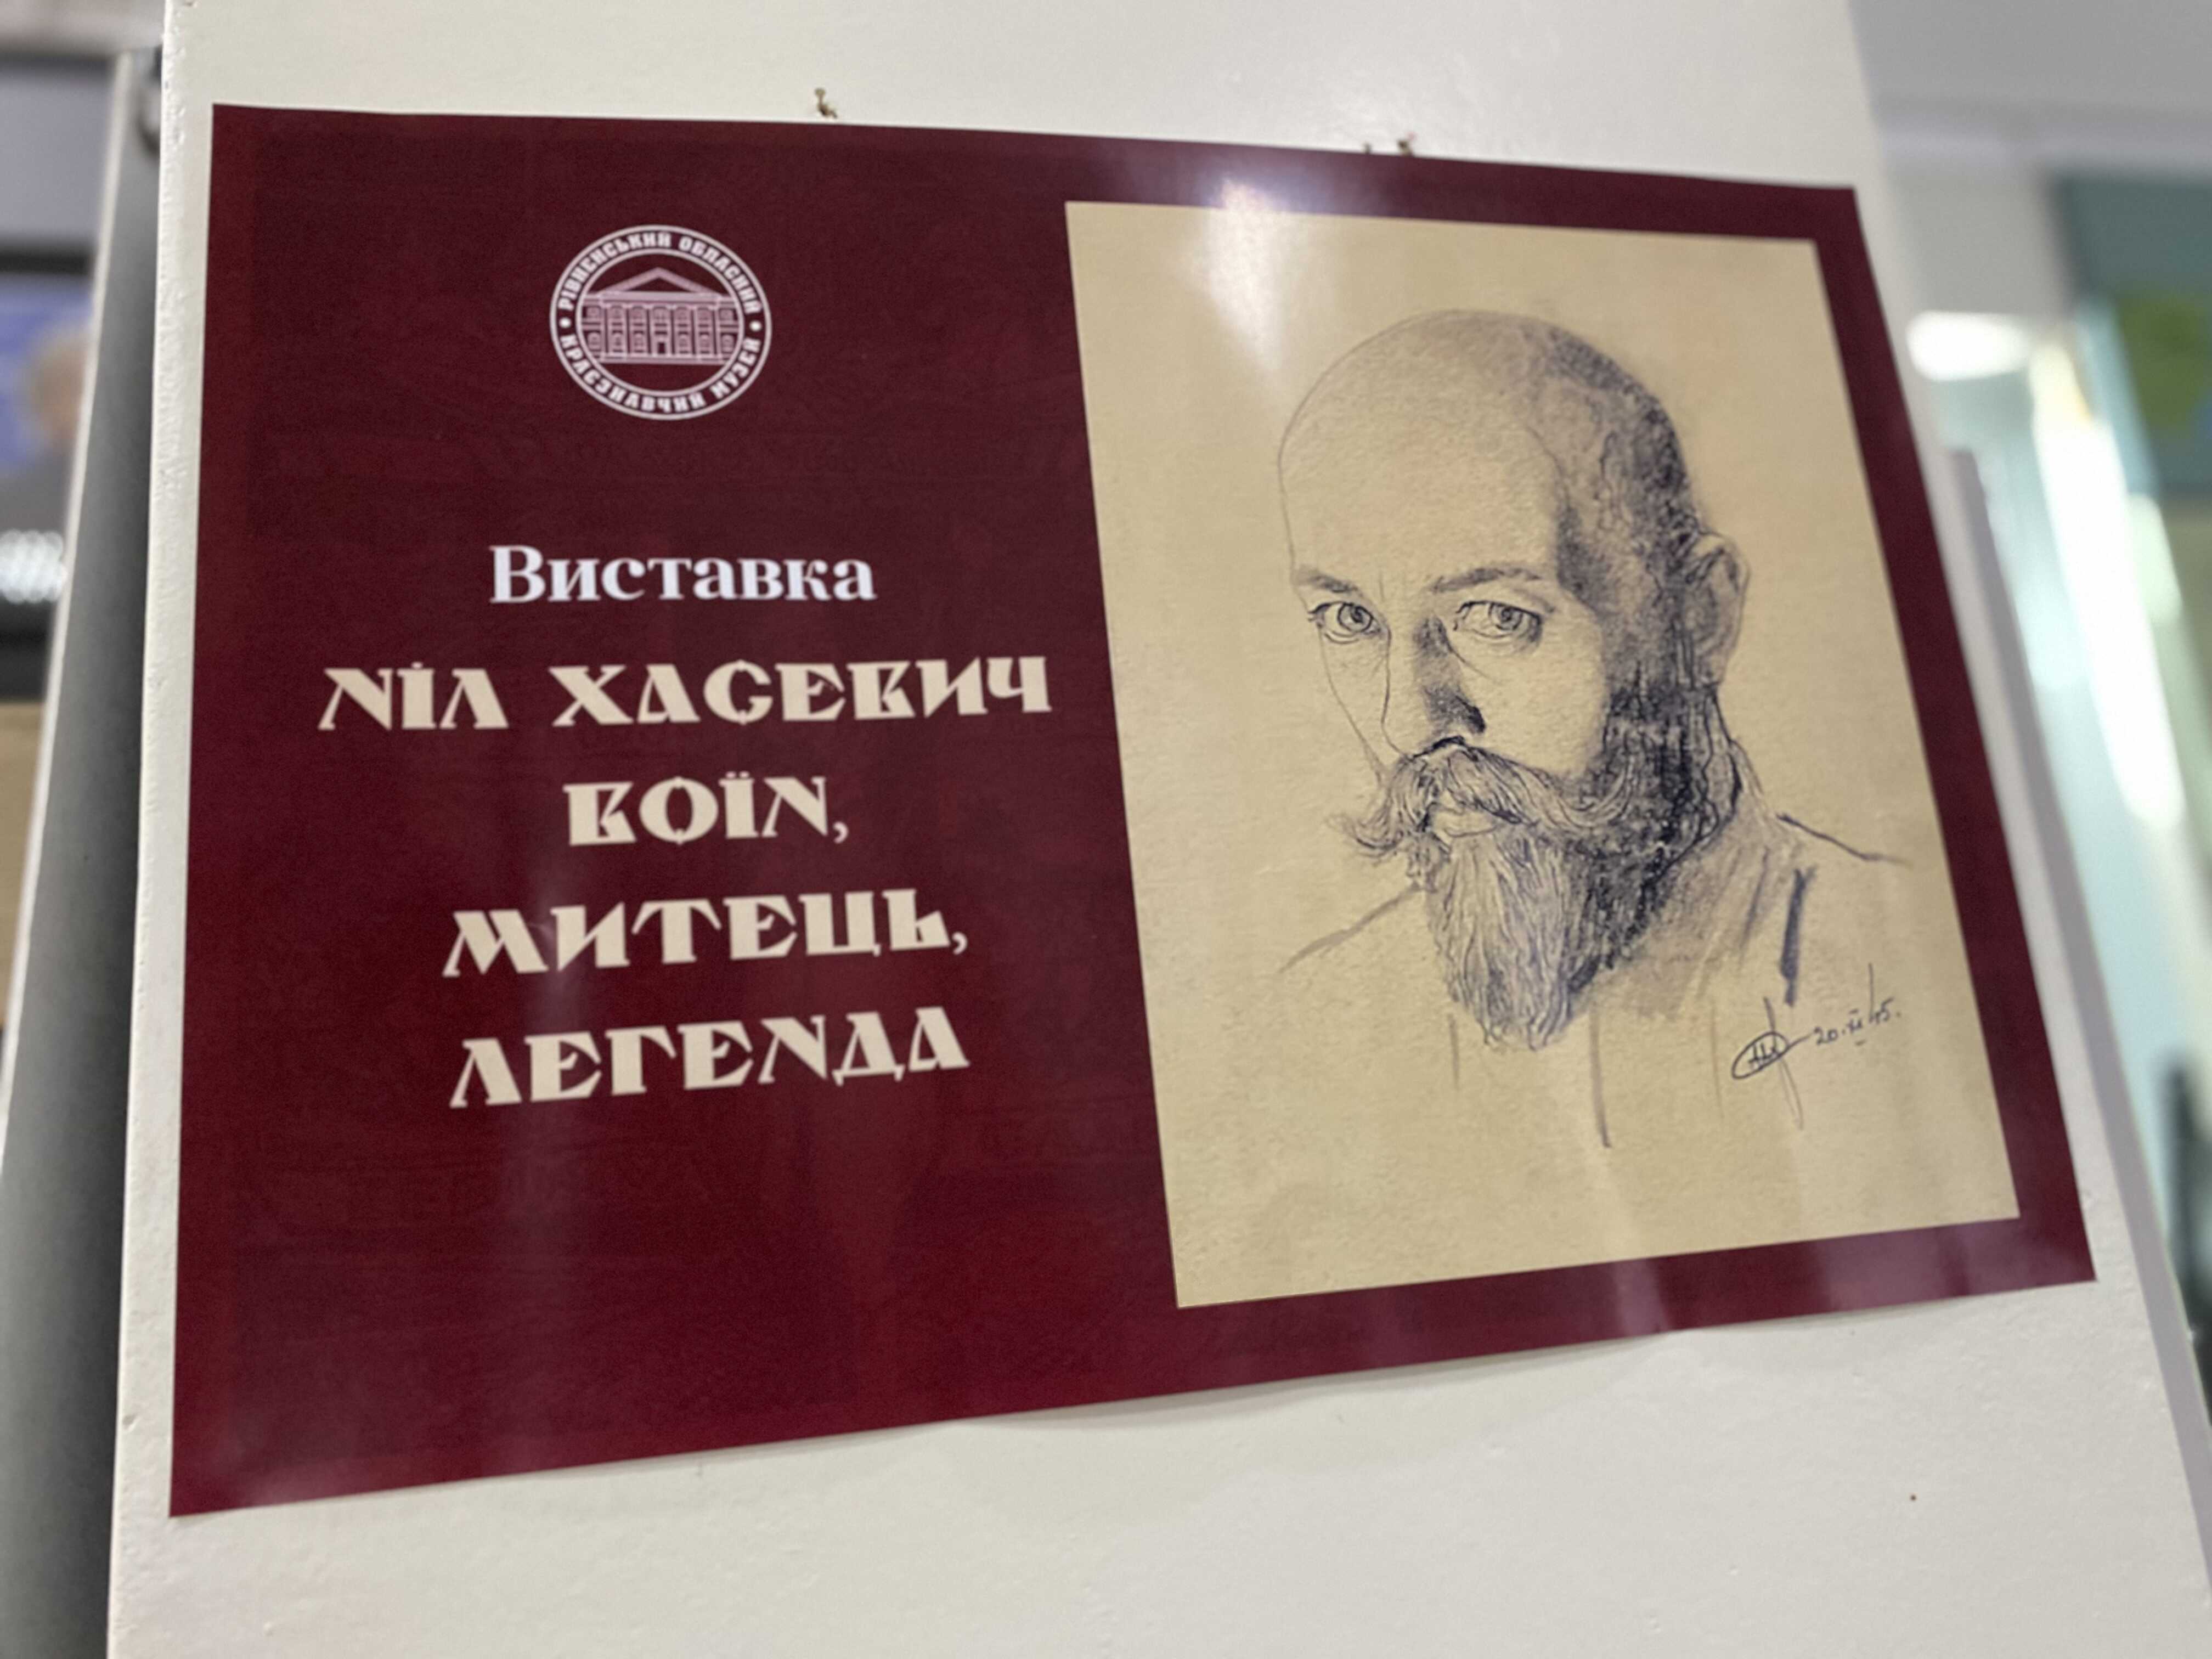 РІВНЕНСЬКИЙ ОБЛАСНИЙ
КРАЄЗНАВЧИЙ МУЗЕЙ
Виставка
НІЛ ХАСЕВИЧ
ВОЇН,
МИТЕЦЬ,
ЛЕГЕНДА